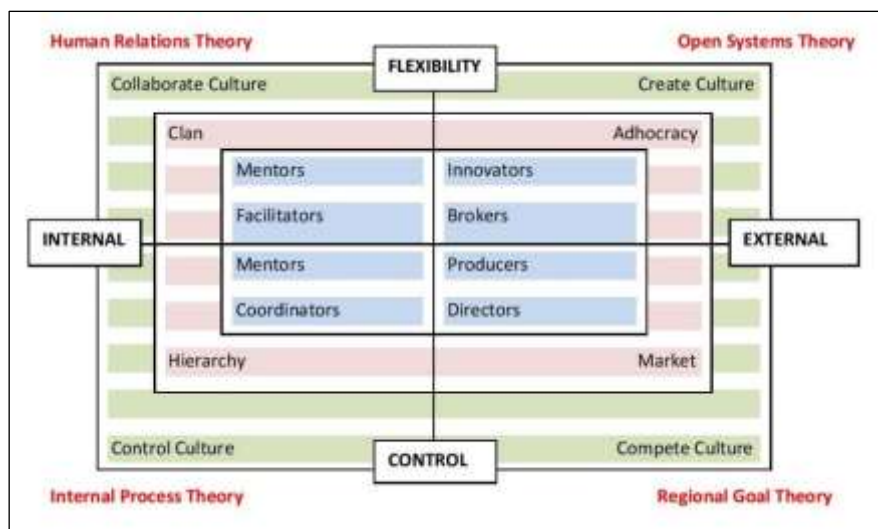 Human Relations Theory
Open Systems Theory
FLEXIBILITY
Collaborate Culture
Create Culture
Clan
Adhocracy
Mentors
Innovators
Facilitators
Brokers
INTERNAL
EXTERNAL
Mentors
Producers
Coordinators
Directors
Hierarchy
Market
Control Culture
Compete Culture
CONTROL
Internal Process Theory
Regional Goal Theory